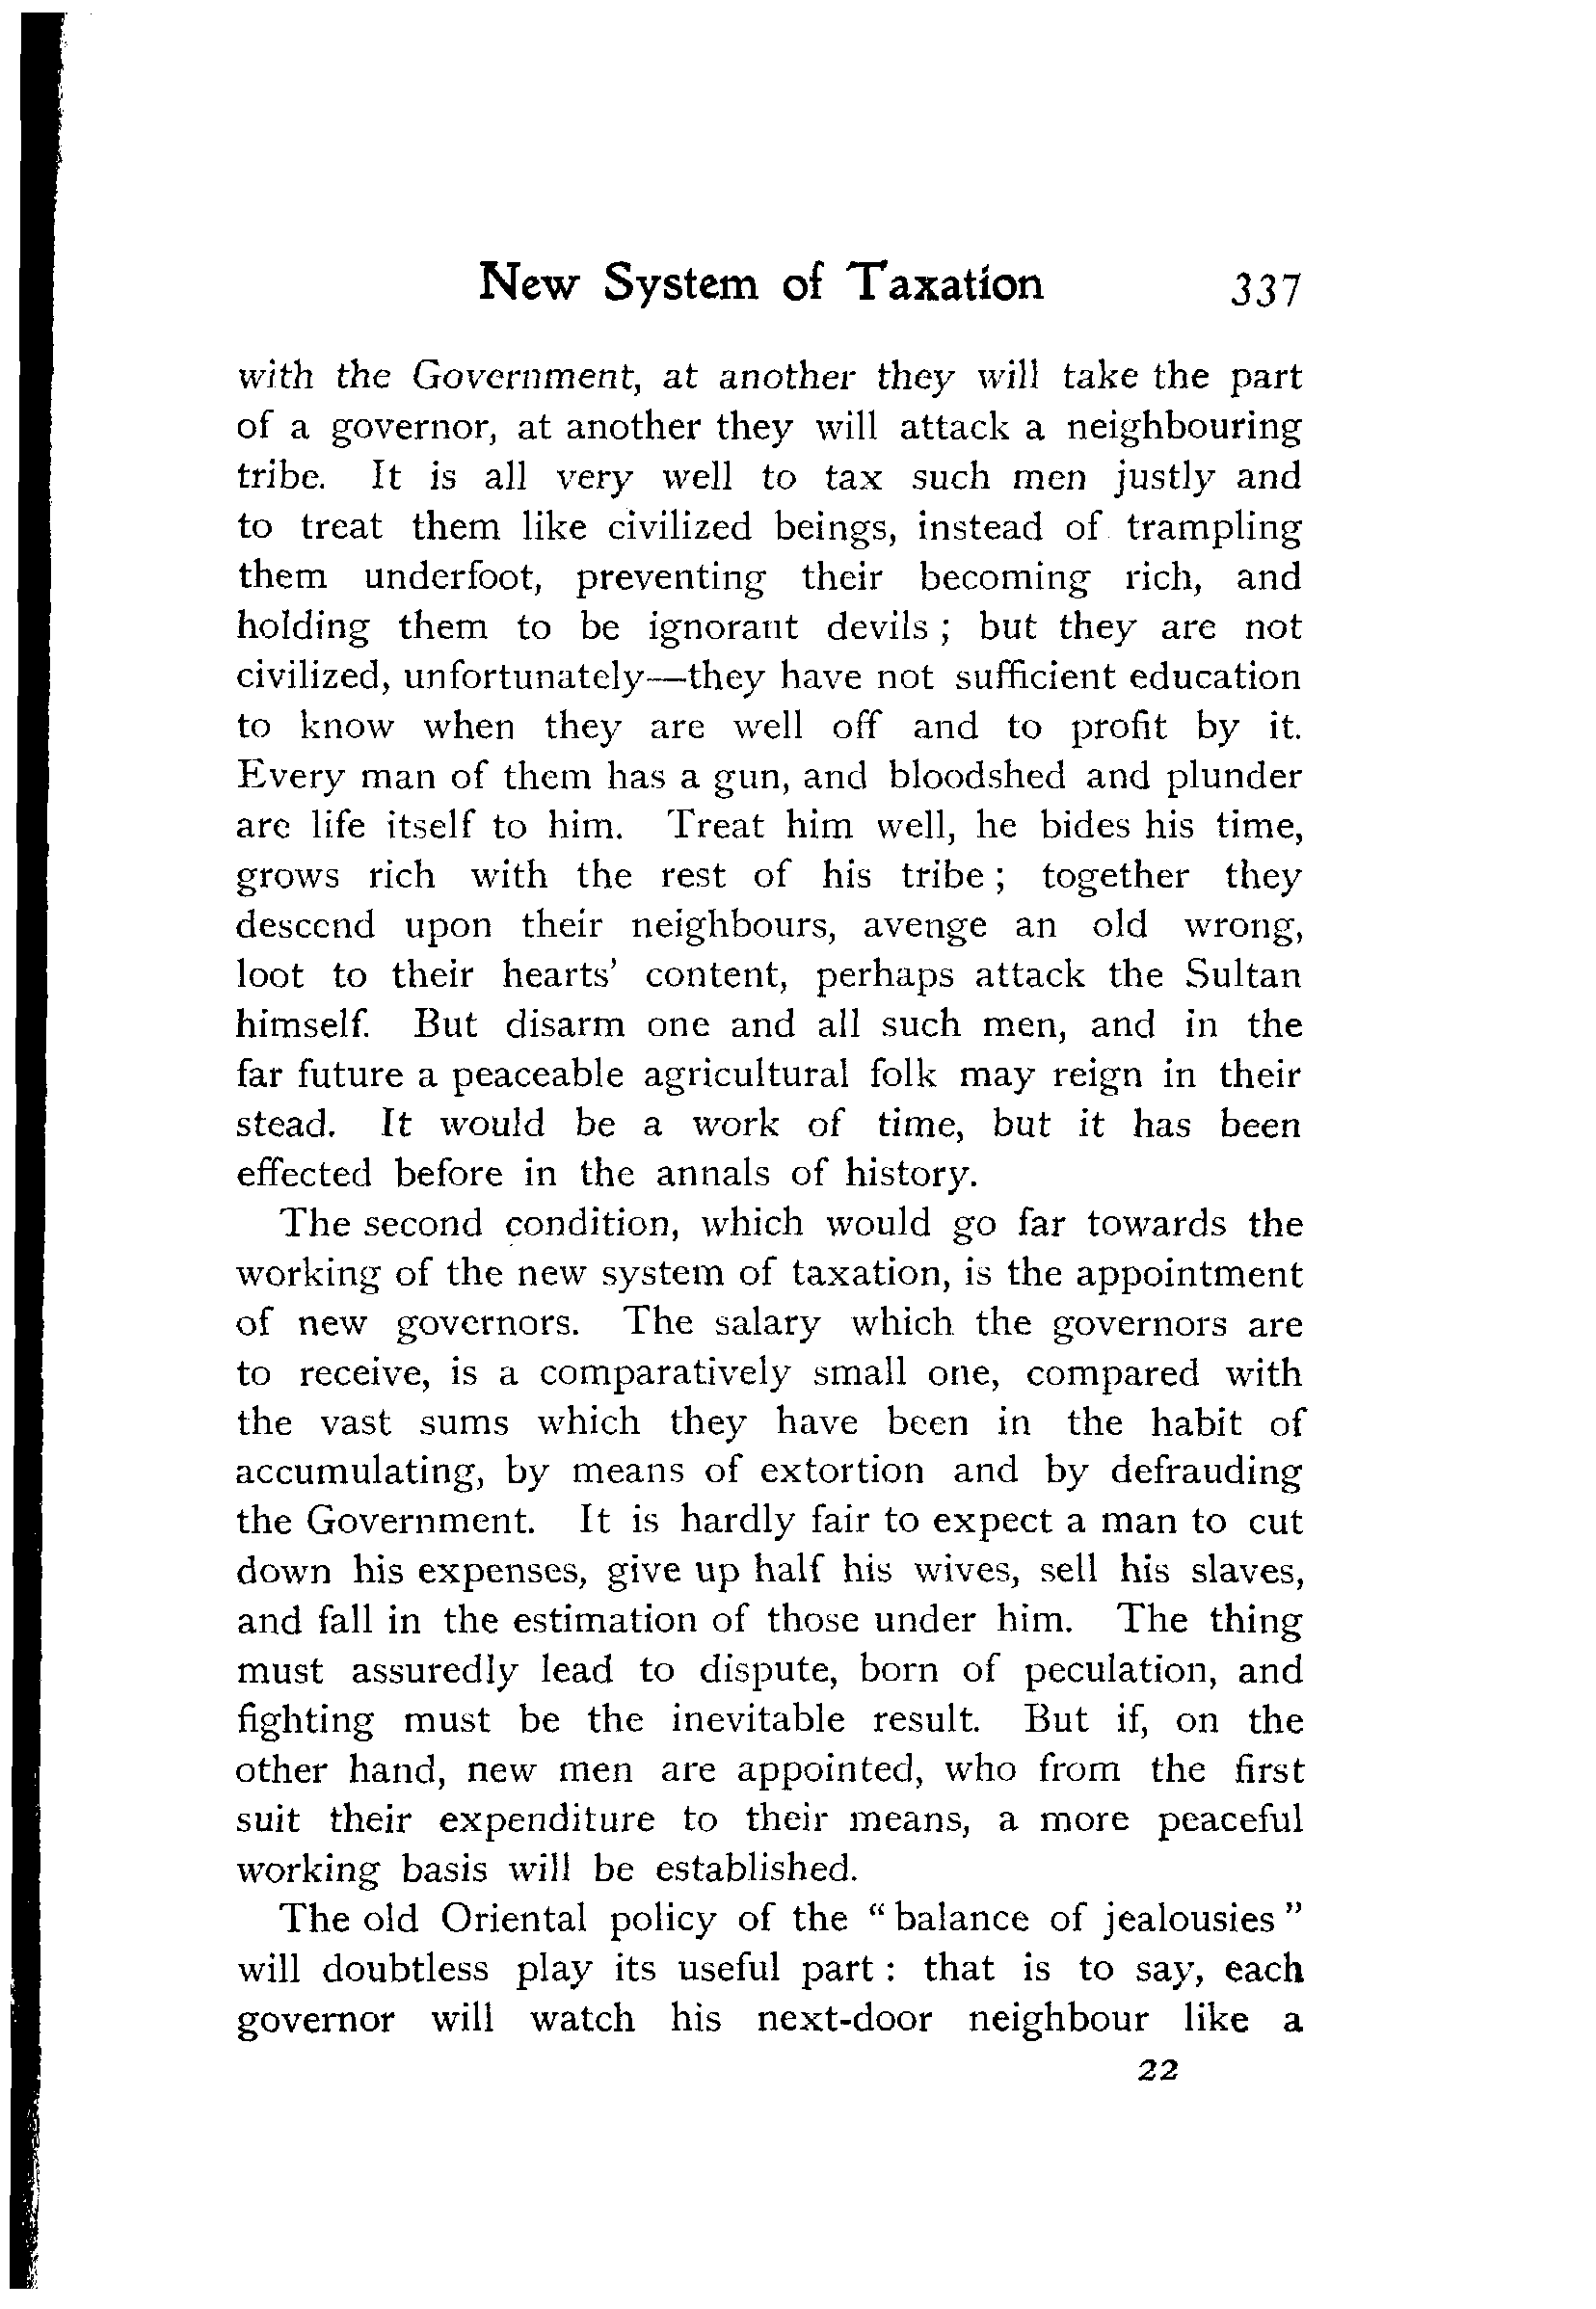 New System of Taxation 337
with the Government, at another they will take the part
of a governor, at another they will attack a neighbouring
tribe. It is all very well to tax such men justly and
to treat them like civilized beings, instead of trampling
them underfoot, preventing their becoming rich, and
holding them to be ignorant devils ; but they are not
civilized, unfortunately—they have not sufficient education
to know when they are well off and to profit by it.
Every man of them has a gun, and bloodshed and plunder
are life itself to him. Treat him well, he bides his time,
grows rich with the rest of his tribe ; together they
descend upon their neighbours, avenge an old wrong,
loot to their hearts' content, perhaps attack the Sultan
himself. But disarm one and all such men, and in the
far future a peaceable agricultural folk may reign in their
stead. It would be a work of time, but it has been
effected before in the annals of history.
The second condition, which would go far towards the
working of the new system of taxation, is the appointment
of new governors. The salary which the governors are
to receive, is a comparatively small one, compared with
the vast sums which they have been in the habit of
accumulating, by means of extortion and by defrauding
the Government. It is hardly fair to expect a man to cut
down his expenses, give up half his wives, sell his slaves,
and fall in the estimation of those under him. The thing
must assuredly lead to dispute, born of peculation, and
fighting must be the inevitable result. But if, on the
other hand, new men are appointed, who from the first
suit their expenditure to their means, a more peaceful
working basis will be established.
The old Oriental policy of the "balance of jealousies"
will doubtless play its useful part : that is to say, each
governor will watch his next-door neighbour like a
22